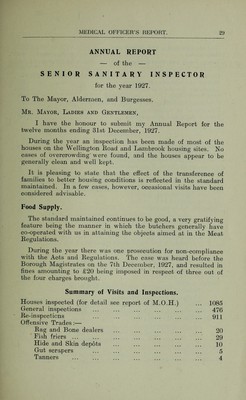 MEDICAL OFFICER'S REPORT. 29
ANNUAL REPORT
— of the —
SENIOR SANITARY INSPECTOR
for the year 1927.
To The Mayor, Aldermen, and Burgesses.
Mr. Mayor, Ladies and Gentlemen,
I have the honour to submit my Annual Report for the
twelve months ending 31st December, 1927.
During the year an inspection has been made of most of the
houses on the Wellington Road and Lambrook housing sites. No
cases of overcrowding were found, and the houses appear to be
generally clean and well kept.
It is pleasing to state that the effect of the transference of
families to better housing conditions is reflected in the standard
maintained. In a few cases, however, occasional visits have been
considered advisable.
Food Supply.
The standard maintained continues to be good, a very gratifying
feature being the manner in which the butchers generally have
co-operated with us in attaining the objects aimed at in the Meat
Regulations.
During the year there was one prosecution for non-compliance
with the Acts and Regulations. The case was heard before the
Borough Magistrates on the 7th December, 1927, and resulted in
fines amounting to £20 being imposed in respect of three out of
the four charges brought.
Summary of Visits and Inspections.
Houses inspected (for detail see report of M.O.H.) ... 1085
General inspections ... ... ... ... ... ... 476
Re-inspections ... ... ... ... ... ... 911
Offensive Trades :—
Rag and Bone dealers ... ... ... ... ... 20
Fish friers ... ... ... ... ... ... ... 29
Hide and Skin depôts ... ... ... ... ... 10
Gut scrapers ... ... ... ... ... ... 5
Tanners ... ... ... ... ... ... ... 4